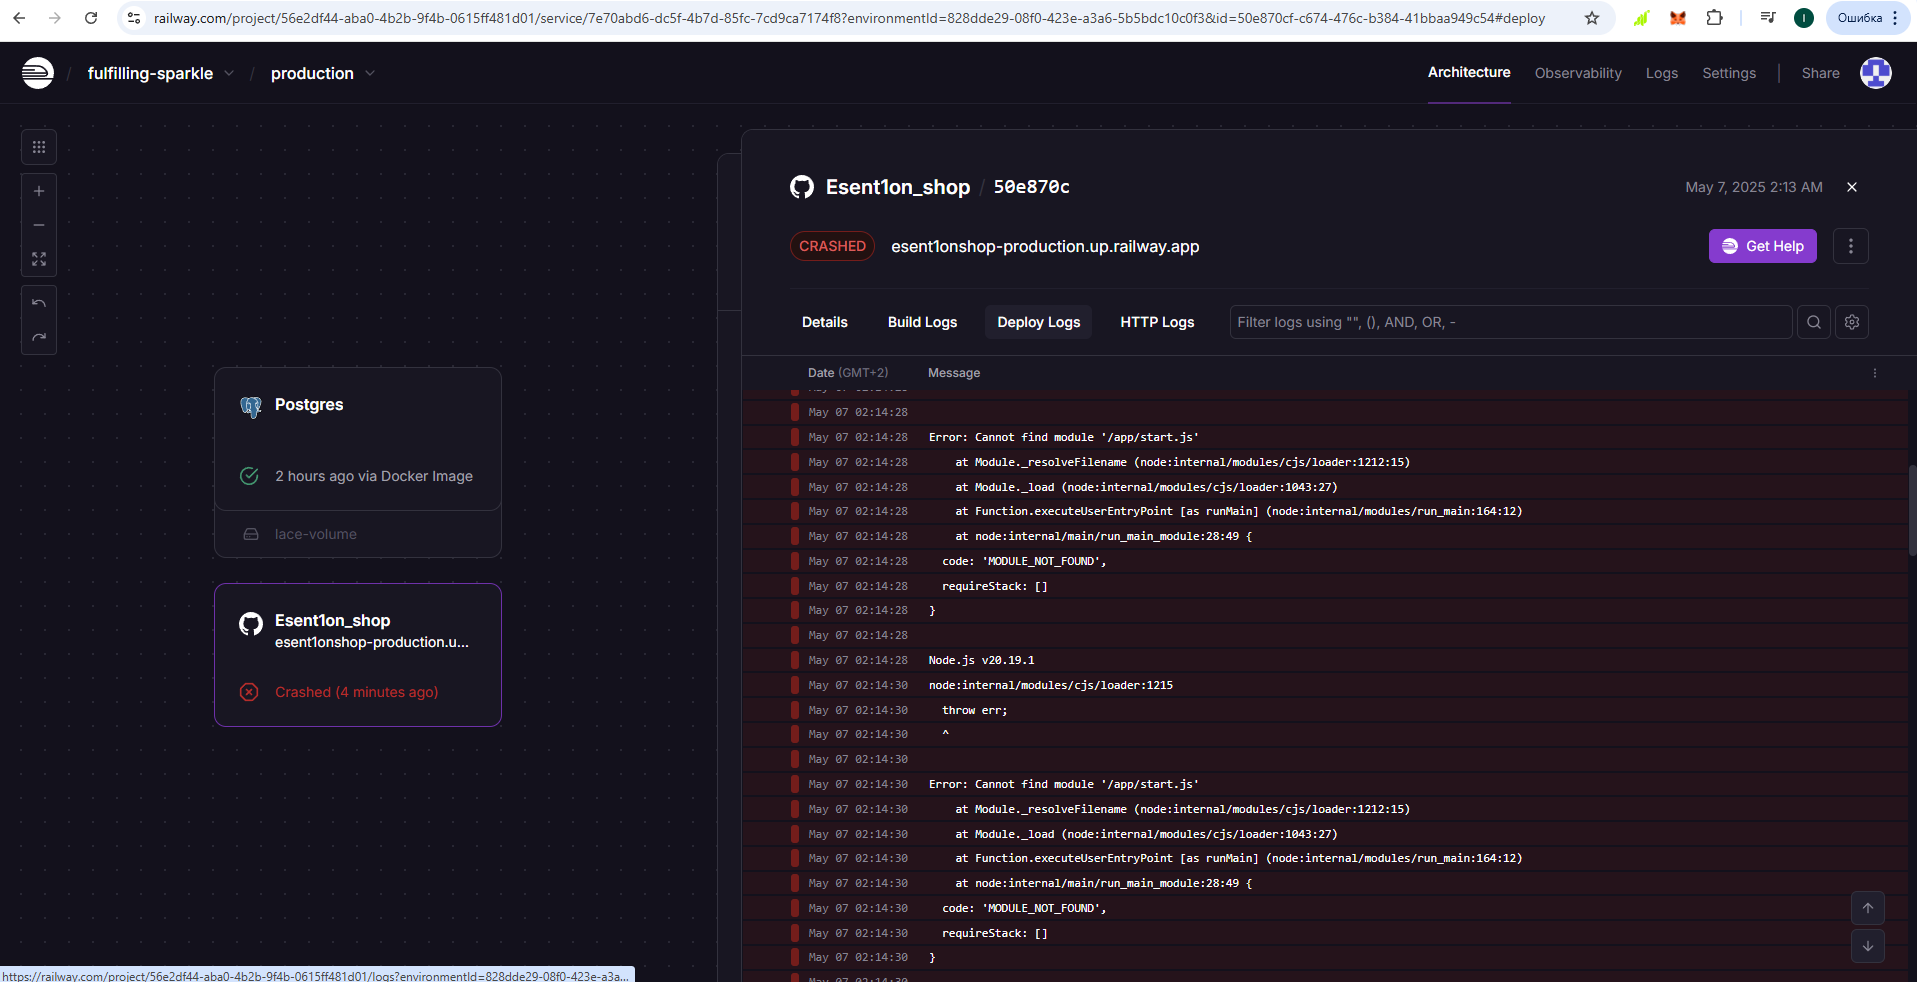 railway.com/project/56e2df44-aba0-4b2b-9f4b-0615ff481d01/service/7e70abd6-dc5f-4b7d-85fc-7cd9ca7174f8?environmentId=828dde29-08f0-423e-a3a6-5b5bdc10c0f3&id=50e870cf-c674-476c-b384-41bbaa949c54#deploy
I
Ошибка
/ fulfilling-sparkle / production
Architecture Observability Logs Settings | Share
Postgres
2 hours ago via Docker Image
lace-volume
Esent1on_shop
esent1onshop-production.u...
Crashed (4 minutes ago)
Esent1on_shop / 50e870c
May 7, 2025 2:13 AM
CRASHED esent1onshop-production.up.railway.app
Get Help
Details Build Logs Deploy Logs HTTP Logs
Filter logs using "", (), AND, OR, -
Date (GMT+2) Message
May 07 02:14:28
May 07 02:14:28 Error: Cannot find module '/app/start.js'
May 07 02:14:28 at Module._resolveFilename (node:internal/modules/cjs/loader:1212:15)
May 07 02:14:28 at Module._load (node:internal/modules/cjs/loader:1043:27)
May 07 02:14:28 at Function.executeUserEntryPoint [as runMain] (node:internal/modules/run_main:164:12)
May 07 02:14:28 at node:internal/main/run_main_module:28:49 {
May 07 02:14:28 code: 'MODULE_NOT_FOUND',
May 07 02:14:28 requireStack: []
May 07 02:14:28 }
May 07 02:14:28
May 07 02:14:28 Node.js v20.19.1
May 07 02:14:30 node:internal/modules/cjs/loader:1215
May 07 02:14:30 throw err;
May 07 02:14:30 ^
May 07 02:14:30
May 07 02:14:30 Error: Cannot find module '/app/start.js'
May 07 02:14:30 at Module._resolveFilename (node:internal/modules/cjs/loader:1212:15)
May 07 02:14:30 at Module._load (node:internal/modules/cjs/loader:1043:27)
May 07 02:14:30 at Function.executeUserEntryPoint [as runMain] (node:internal/modules/run_main:164:12)
May 07 02:14:30 at node:internal/main/run_main_module:28:49 {
May 07 02:14:30 code: 'MODULE_NOT_FOUND',
May 07 02:14:30 requireStack: []
May 07 02:14:30 }
https://railway.com/project/56e2df44-aba0-4b2b-9f4b-0615ff481d01/logs?environmentId=828dde29-08f0-423e-a3a...